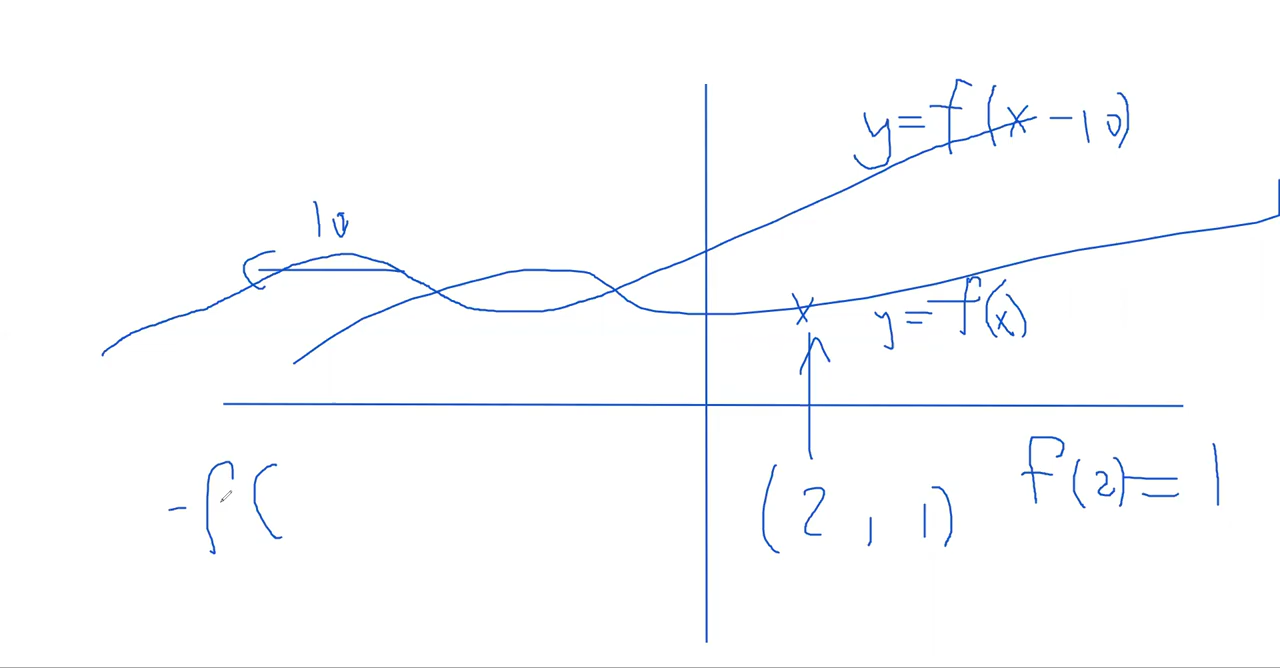 y=f(x-10)
10
y=f(x)
f(2)=1
-f(
(2,1)